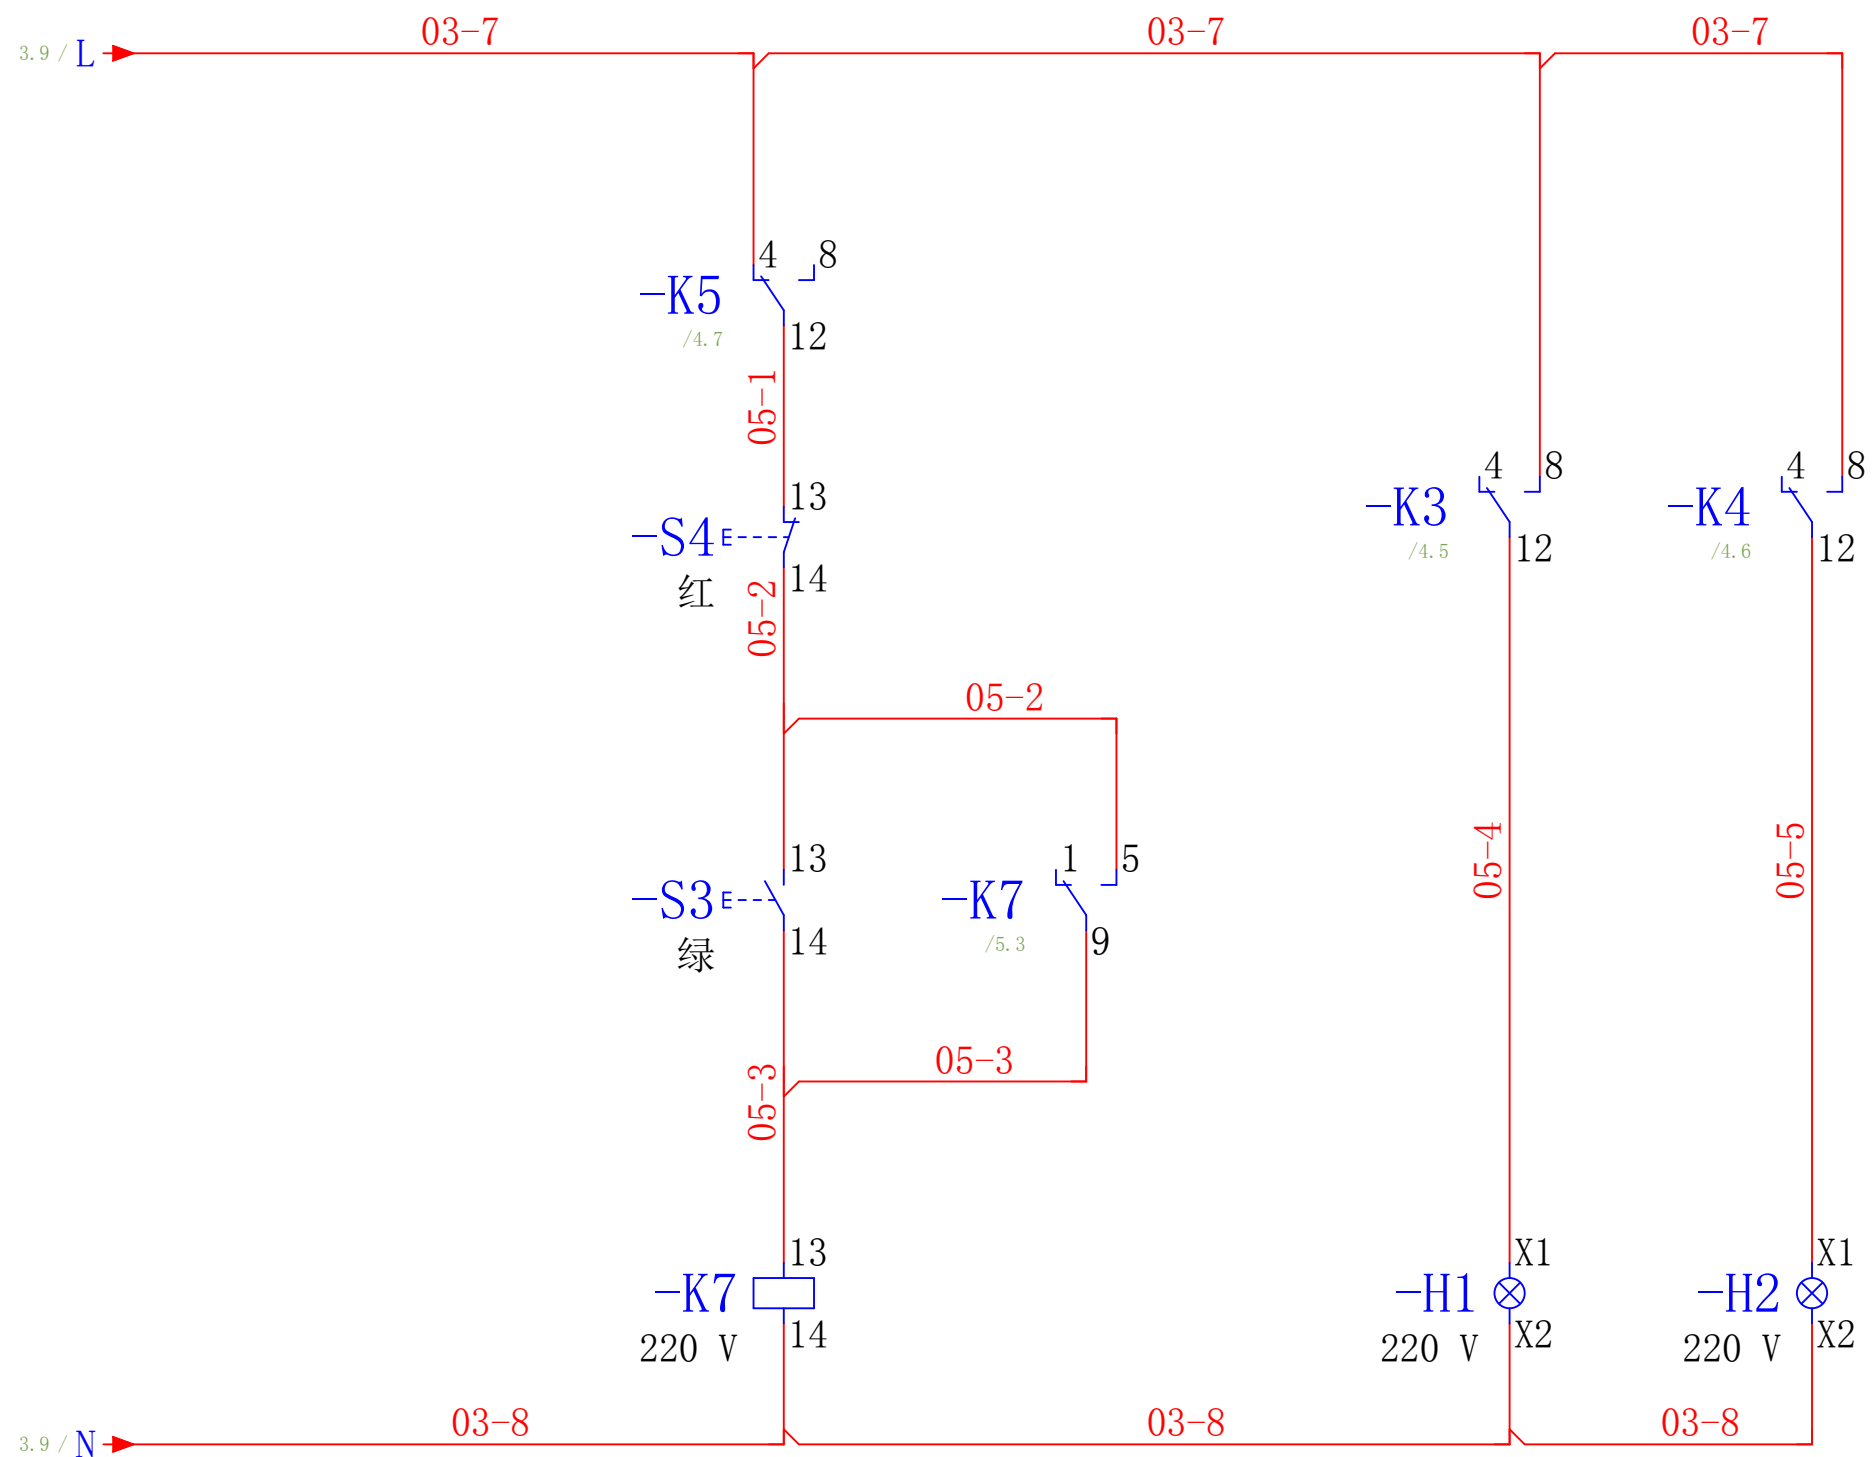 03-7
03-7
03-7
3.9 / L
4
8
-K5
/4.7
12
05-1
13
-S4
14
红
05-2
4
8
-K3
/4.5
12
4
8
-K4
/4.6
12
05-2
13
-S3
14
绿
1
5
-K7
/5.3
9
05-4
05-5
05-3
05-3
13
-K7
14
220 V
X1
-H1
X2
220 V
X1
-H2
X2
220 V
03-8
03-8
03-8
3.9 / N